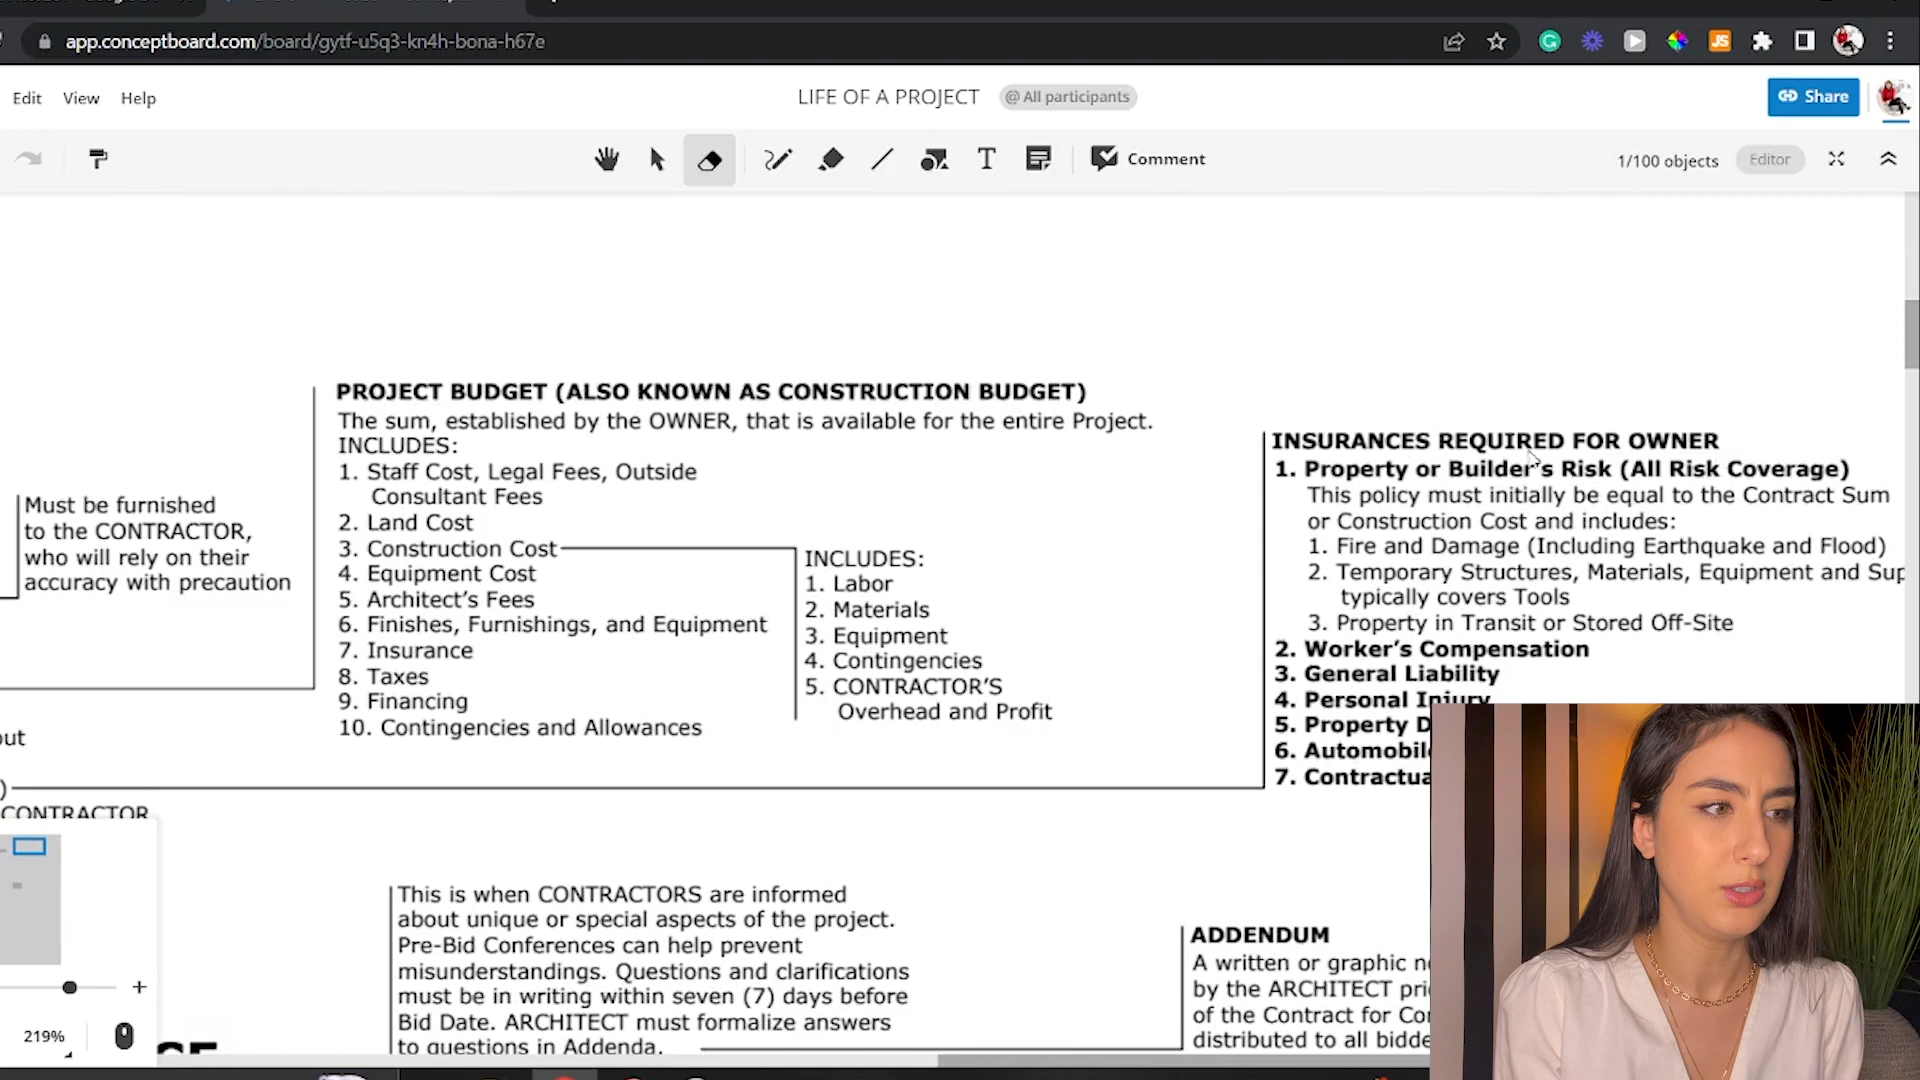 app.conceptboard.com/board/gytf-u5q3-kn4h-bona-h67e
Edit View Help
LIFE OF A PROJECT
@ All participants
Share
Comment
1/100 objects
Editor
Must be furnished
to the CONTRACTOR,
who will rely on their
accuracy with precaution
PROJECT BUDGET (ALSO KNOWN AS CONSTRUCTION BUDGET)
The sum, established by the OWNER, that is available for the entire Project.
INCLUDES:
1. Staff Cost, Legal Fees, Outside
Consultant Fees
2. Land Cost
3. Construction Cost
4. Equipment Cost
5. Architect's Fees
6. Finishes, Furnishings, and Equipment
7. Insurance
8. Taxes
9. Financing
10. Contingencies and Allowances
INCLUDES:
1. Labor
2. Materials
3. Equipment
4. Contingencies
5. CONTRACTOR'S
Overhead and Profit
INSURANCES REQUIRED FOR OWNER
1. Property or Builder's Risk (All Risk Coverage)
This policy must initially be equal to the Contract Sum
or Construction Cost and includes:
1. Fire and Damage (Including Earthquake and Flood)
2. Temporary Structures, Materials, Equipment and Sup
typically covers Tools
3. Property in Transit or Stored Off-Site
2. Worker's Compensation
3. General Liability
4. Personal Injury
5. Property D
6. Automobil
7. Contractua
out
)
CONTRACTOR
This is when CONTRACTORS are informed
about unique or special aspects of the project.
Pre-Bid Conferences can help prevent
misunderstandings. Questions and clarifications
must be in writing within seven (7) days before
Bid Date. ARCHITECT must formalize answers
to questions in Addenda.
ADDENDUM
A written or graphic n
by the ARCHITECT pri
of the Contract for Co
distributed to all bidde
219%